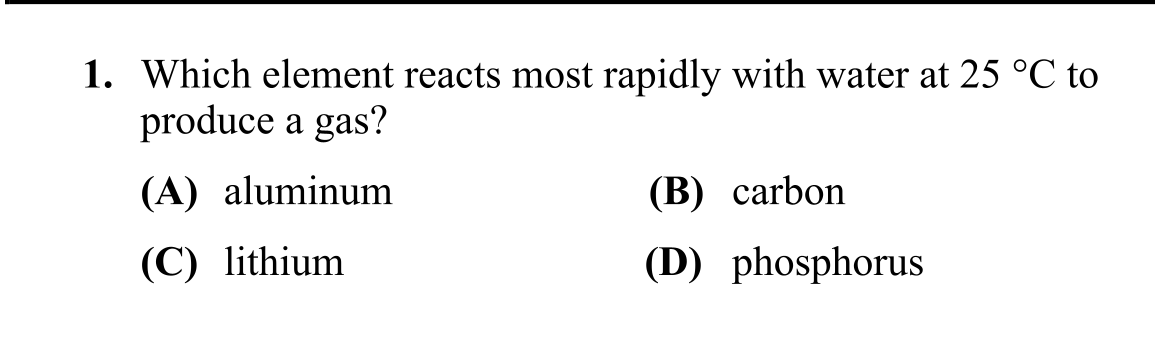 1. Which element reacts most rapidly with water at 25 °C to
produce a gas?
(A) aluminum (B) carbon
(C) lithium (D) phosphorus